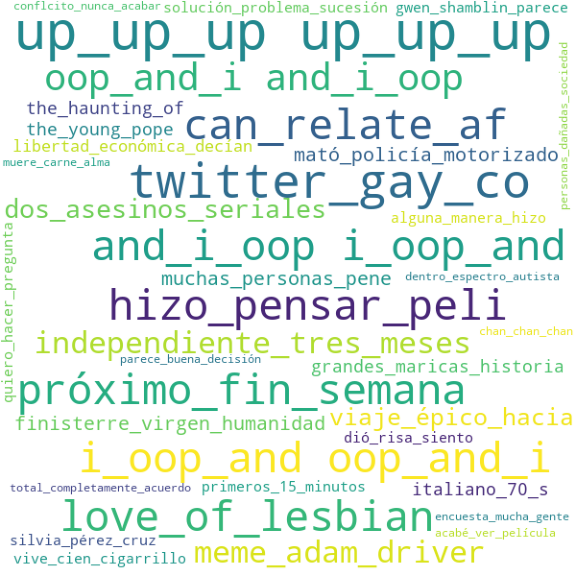 conflcito_nunca_acabar
solución_problema_sucesión
gwen_shamblin_parece
up_up_up up_up_up
oop_and_i and_i_oop
the_haunting_of
can_relate_af
the_young_pope
libertad_económica_decian
mató_policía_motorizado
muere_carne_alma
twitter_gay_co
personas_dañadas_sociedad
dos_asesinos_seriales
alguna_manera_hizo
and_i_oop i_oop_and
muchas_personas_pene
dentro_espectro_autista
quiero_hacer_pregunta
hizo_pensar_peli
independiente_tres_meses
chan_chan_chan
parece_buena_decisión
grandes_maricas_historia
próximo_fin_semana
finisterre_virgen_humanidad
viaje_épico_hacia
dió_risa_siento
i_oop_and oop_and_i
total_completamente_acuerdo
primeros_15_minutos
italiano_70_s
love_of_lesbian
encuesta_mucha_gente
silvia_pérez_cruz
acabé_ver_película
vive_cien_cigarrillo
meme_adam_driver